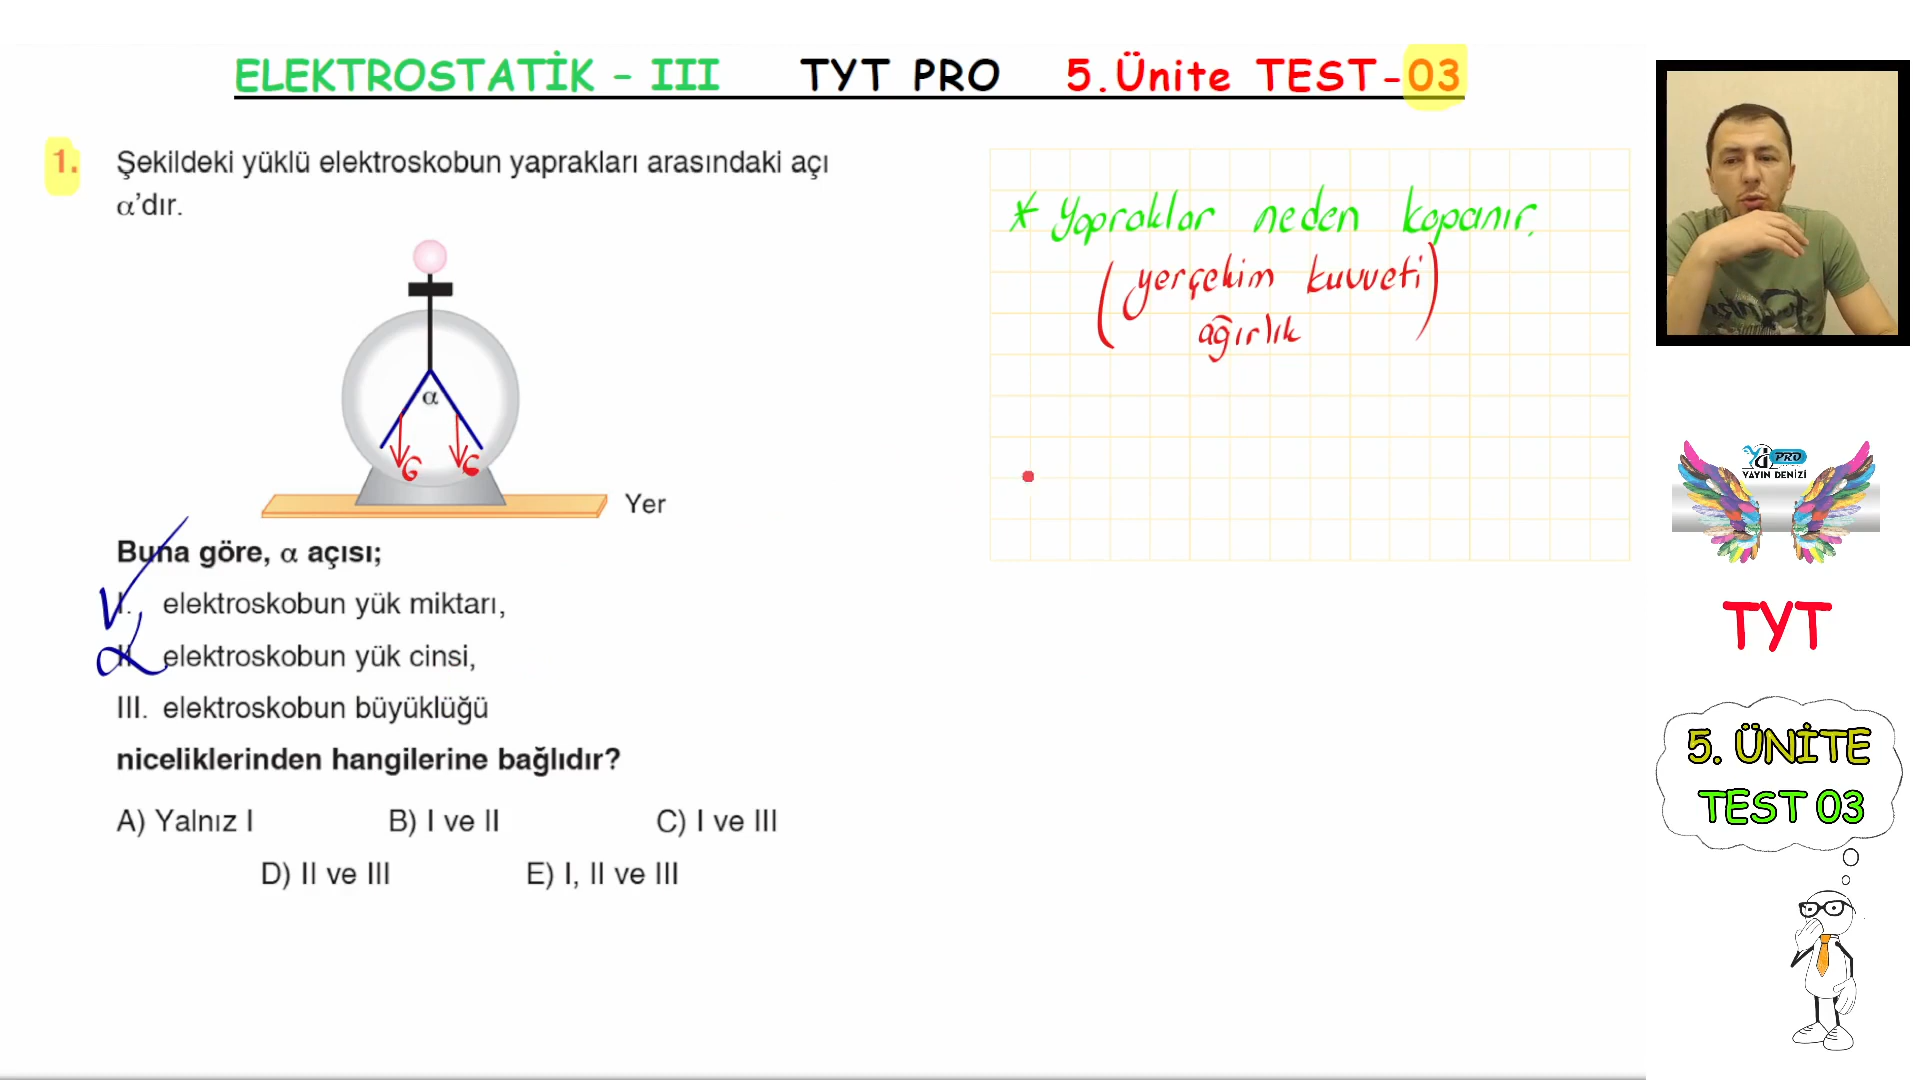 ELEKTROSTATİK - III TYT PRO 5.Ünite TEST-03
1. Şekildeki yüklü elektroskobun yaprakları arasındaki açı
α'dır.
α
G G
Yer
Buna göre, α açısı;
I. elektroskobun yük miktarı,
II. elektroskobun yük cinsi,
III. elektroskobun büyüklüğü
niceliklerinden hangilerine bağlıdır?
A) Yalnız I B) I ve II C) I ve III
D) II ve III E) I, II ve III
* Yapraklar neden kapanır.
(yerçekim kuvveti)
ağırlık
PRO
YAYIN DENİZİ
TYT
5. ÜNİTE
TEST 03